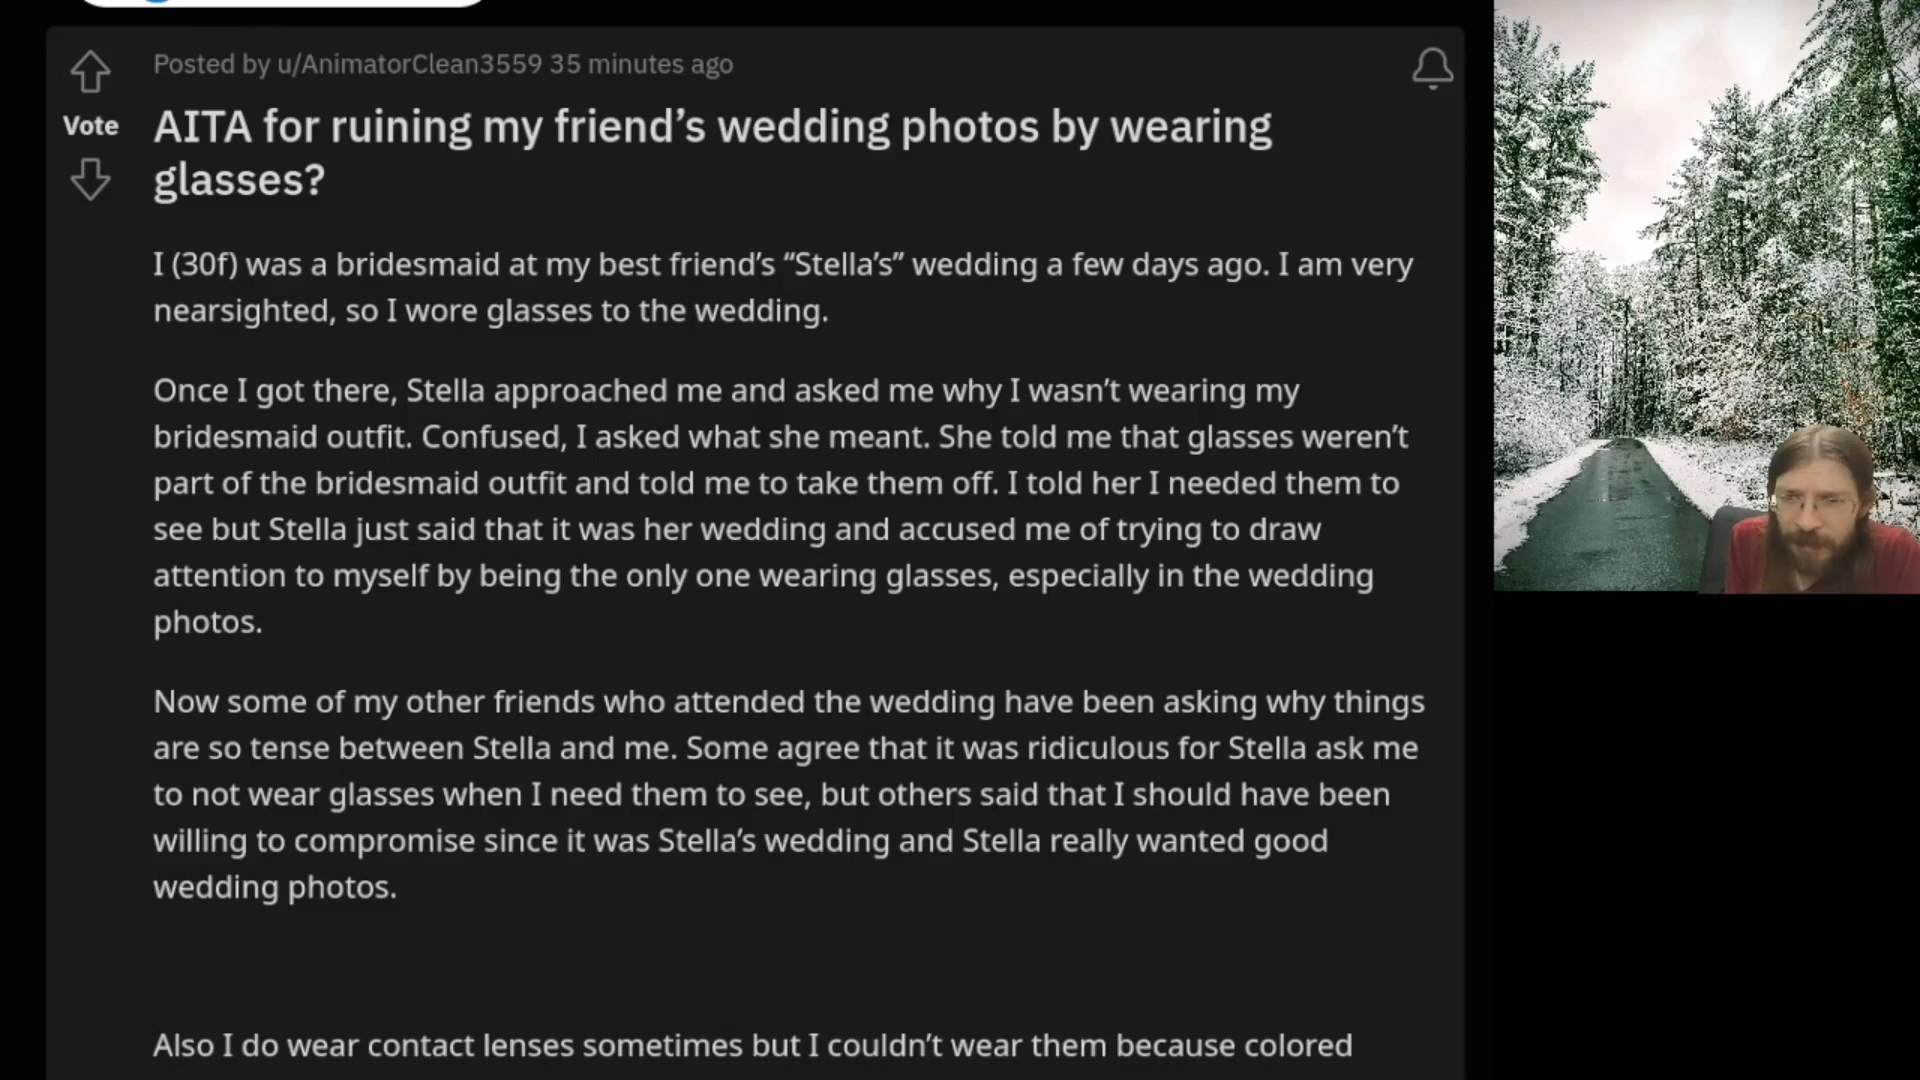 Posted by u/AnimatorClean3559 35 minutes ago
Vote
AITA for ruining my friend’s wedding photos by wearing
glasses?
I (30f) was a bridesmaid at my best friend’s “Stella’s” wedding a few days ago. I am very
nearsighted, so I wore glasses to the wedding.
Once I got there, Stella approached me and asked me why I wasn’t wearing my
bridesmaid outfit. Confused, I asked what she meant. She told me that glasses weren’t
part of the bridesmaid outfit and told me to take them off. I told her I needed them to
see but Stella just said that it was her wedding and accused me of trying to draw
attention to myself by being the only one wearing glasses, especially in the wedding
photos.
Now some of my other friends who attended the wedding have been asking why things
are so tense between Stella and me. Some agree that it was ridiculous for Stella ask me
to not wear glasses when I need them to see, but others said that I should have been
willing to compromise since it was Stella’s wedding and Stella really wanted good
wedding photos.
Also I do wear contact lenses sometimes but I couldn’t wear them because colored